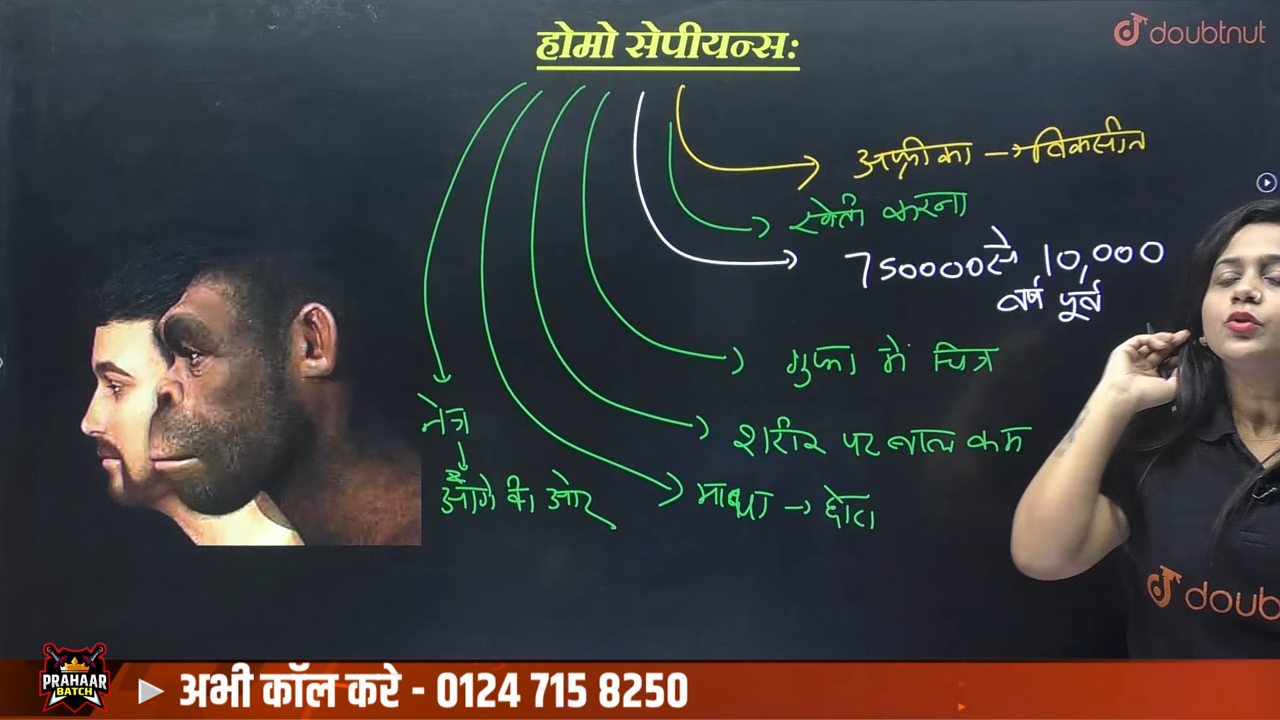 होमो सेपीयन्सः
doubtnut
अफ्रीका → विकसीत
खेती करना
750000 से 10,000
वर्ष पूर्व
गुफा में चित्र
शरीर पर बाल कम
माथा → छोटा
नेत्र
आगे की ओर
doub
PRAHAAR
BATCH
अभी कॉल करे - 0124 715 8250